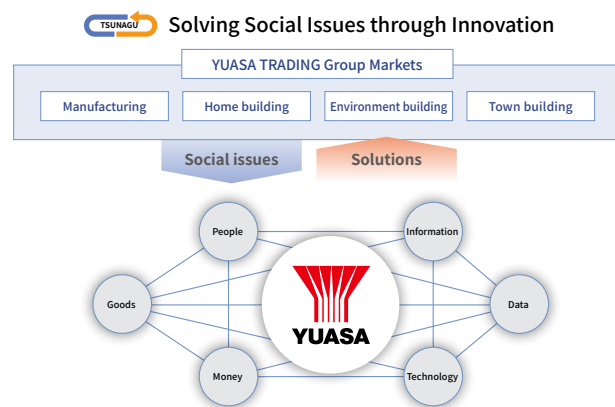 TSUNAGU
Solving Social Issues through Innovation
YUASA TRADING Group Markets
Manufacturing
Home building
Environment building
Town building
Social issues
Solutions
People
Information
Goods
YUASA
Data
Money
Technology